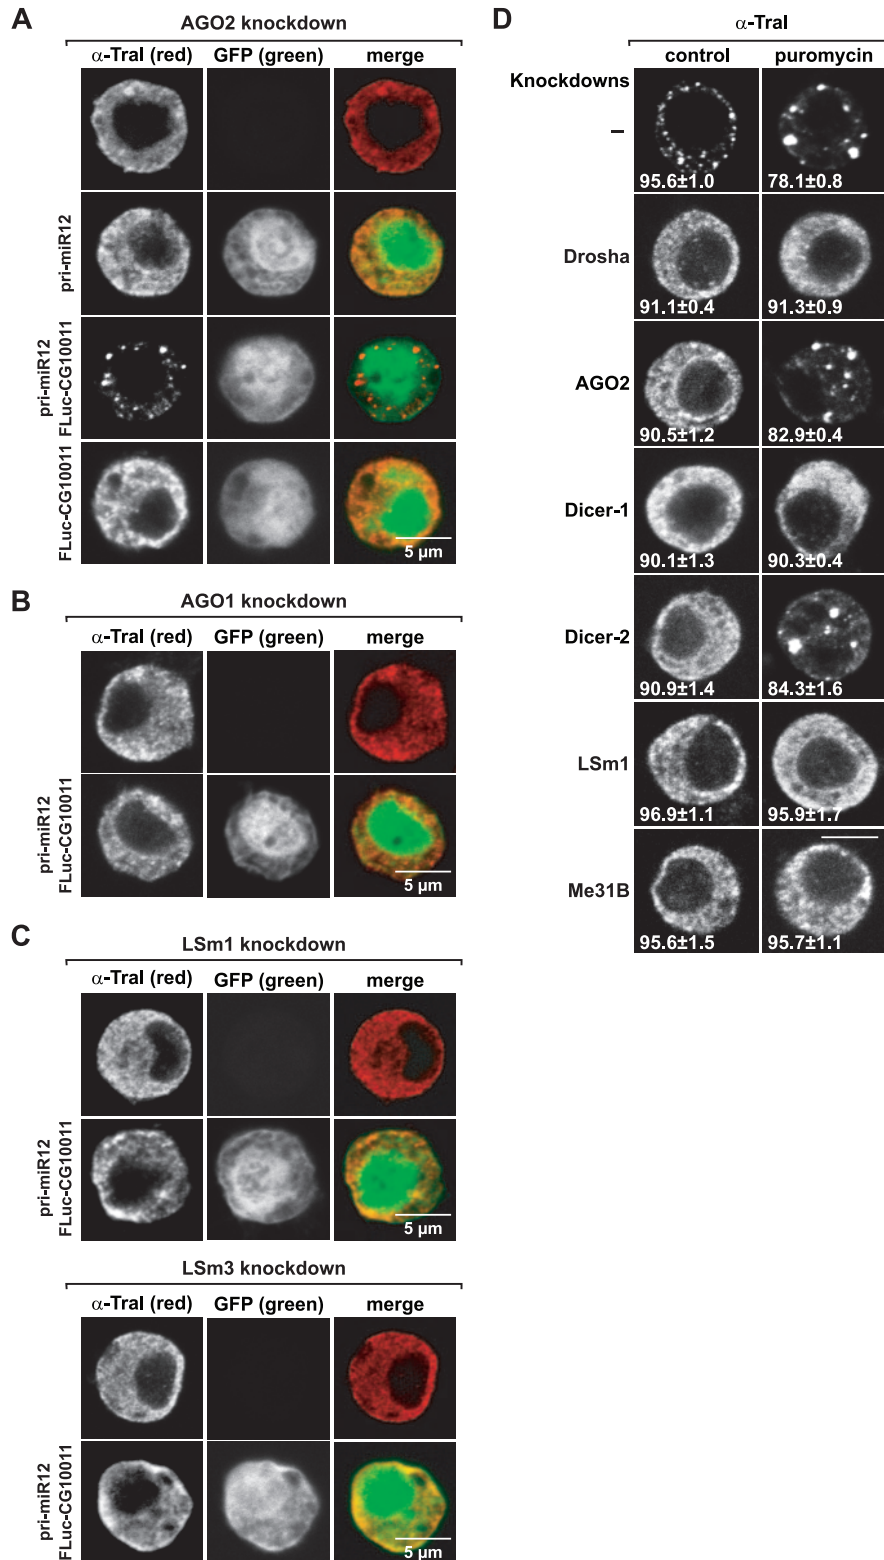 A
AGO2 knockdown
α-Tral (red) GFP (green) merge
pri-miR12
pri-miR12
FLuc-CG10011
FLuc-CG10011
5 µm
B
AGO1 knockdown
α-Tral (red) GFP (green) merge
pri-miR12
FLuc-CG10011
5 µm
C
LSm1 knockdown
α-Tral (red) GFP (green) merge
pri-miR12
FLuc-CG10011
5 µm
LSm3 knockdown
α-Tral (red) GFP (green) merge
pri-miR12
FLuc-CG10011
5 µm
D
α-Tral
control puromycin
Knockdowns
–
95.6±1.0 78.1±0.8
Drosha
91.1±0.4 91.3±0.9
AGO2
90.5±1.2 82.9±0.4
Dicer-1
90.1±1.3 90.3±0.4
Dicer-2
90.9±1.4 84.3±1.6
LSm1
96.9±1.1 95.9±1.7
Me31B
95.6±1.5 95.7±1.1